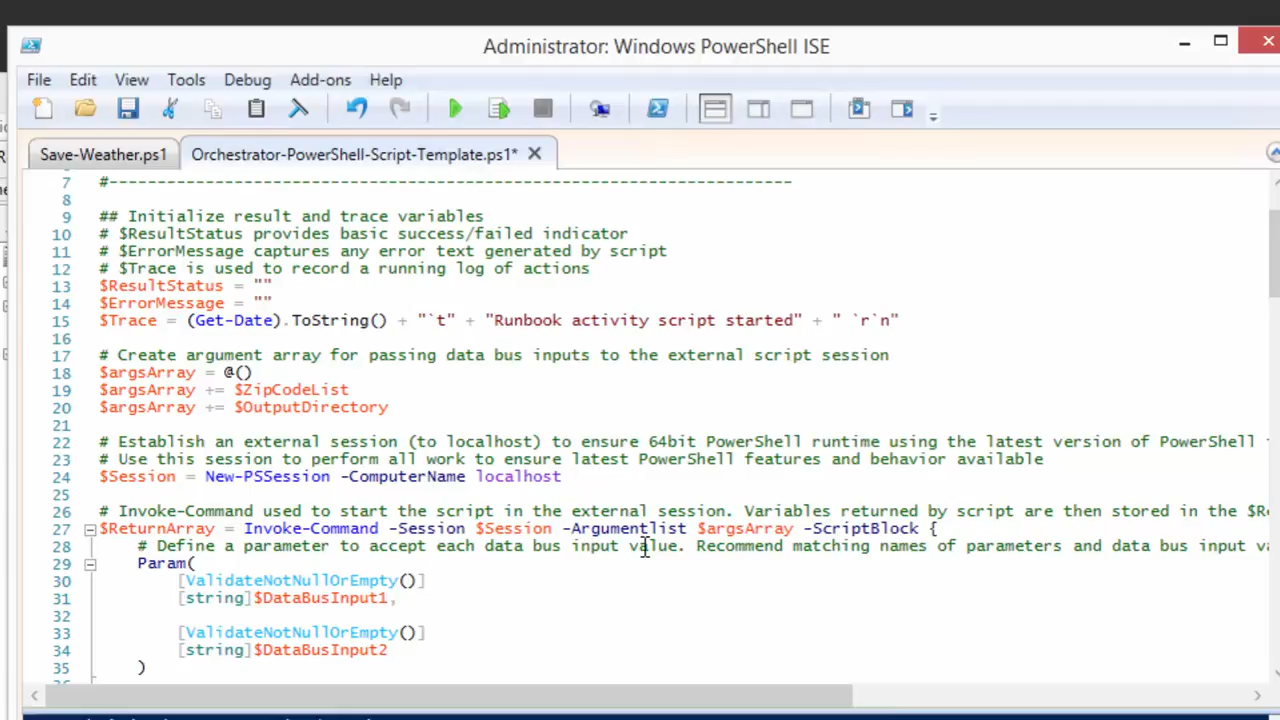 Administrator: Windows PowerShell ISE
File Edit View Tools Debug Add-ons Help
Save-Weather.ps1 Orchestrator-PowerShell-Script-Template.ps1*
7 #-----------------------------------------------------------------------
8
9 ## Initialize result and trace variables
10 # $ResultStatus provides basic success/failed indicator
11 # $ErrorMessage captures any error text generated by script
12 # $Trace is used to record a running log of actions
13 $ResultStatus = ""
14 $ErrorMessage = ""
15 $Trace = (Get-Date).ToString() + "`t" + "Runbook activity script started" + " `r`n"
16
17 # Create argument array for passing data bus inputs to the external script session
18 $argsArray = @()
19 $argsArray += $ZipCodeList
20 $argsArray += $OutputDirectory
21
22 # Establish an external session (to localhost) to ensure 64bit PowerShell runtime using the latest version of PowerShell
23 # Use this session to perform all work to ensure latest PowerShell features and behavior available
24 $Session = New-PSSession -ComputerName localhost
25
26 # Invoke-Command used to start the script in the external session. Variables returned by script are then stored in the $Re
27 $ReturnArray = Invoke-Command -Session $Session -Argumentlist $argsArray -ScriptBlock {
28 # Define a parameter to accept each data bus input value. Recommend matching names of parameters and data bus input va
29 Param(
30 [ValidateNotNullOrEmpty()]
31 [string]$DataBusInput1,
32
33 [ValidateNotNullOrEmpty()]
34 [string]$DataBusInput2
35 )